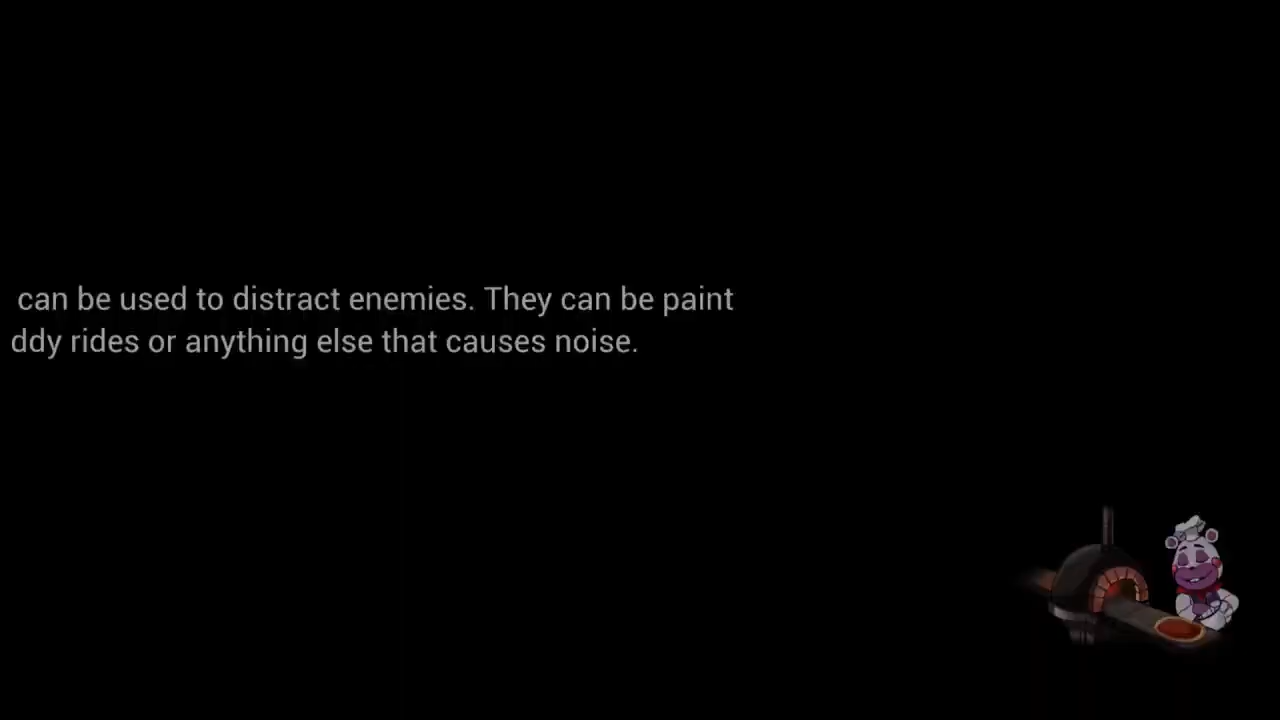 can be used to distract enemies. They can be paint
ddy rides or anything else that causes noise.